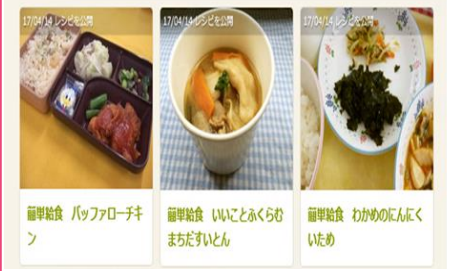 17/04/14 レシピを公開
簡単給食 バッファローチキ
ン
17/04/14 レシピを公開
簡単給食 いいことふくらむ
まちだすいとん
17/04/14 レシピを公開
簡単給食 わかめのにんにく
いため